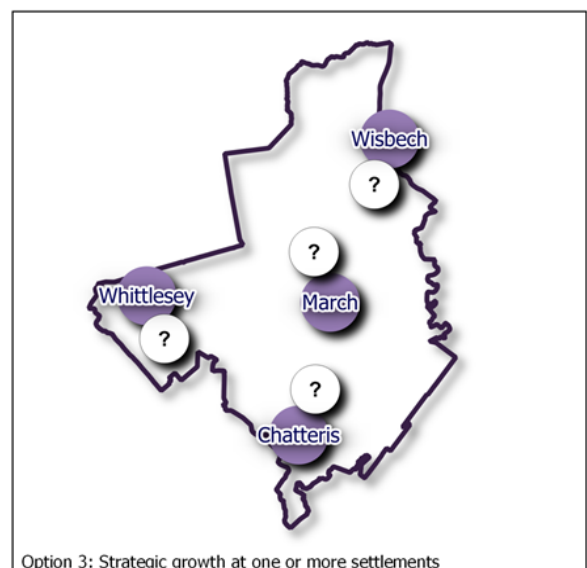 Wisbech
?
?
Whittlesey
March
?
?
Chatteris
Option 3: Strategic growth at one or more settlements